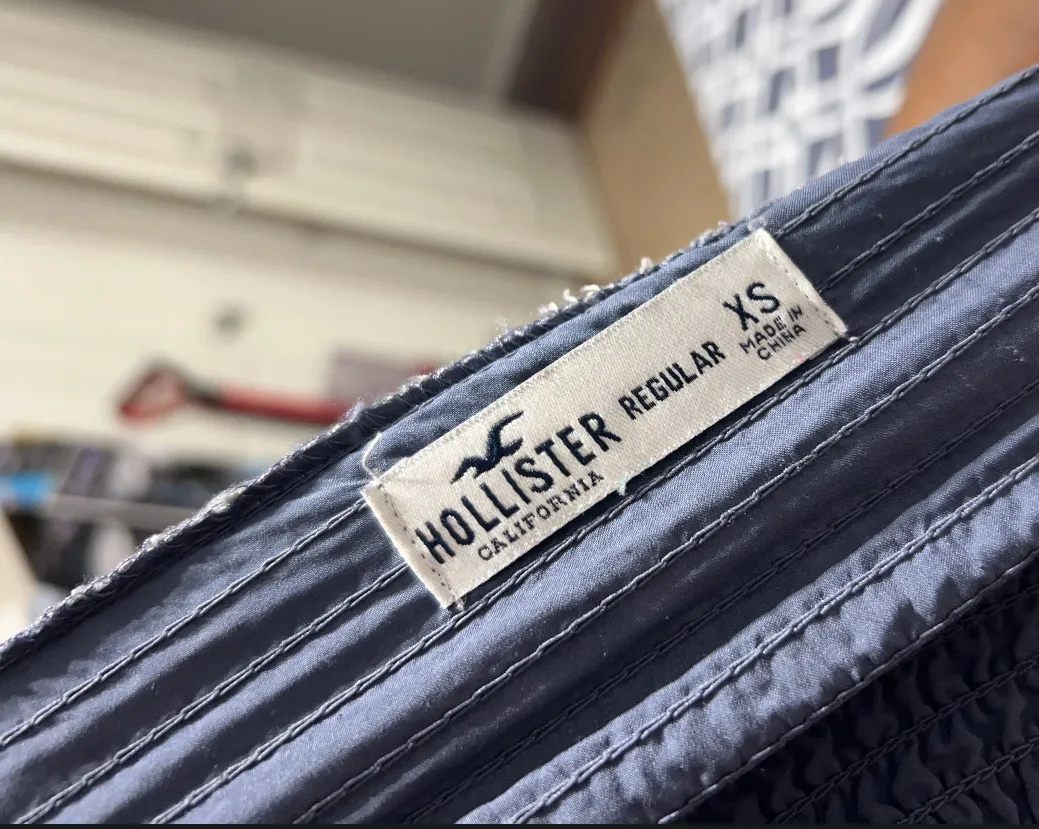 HOLLISTER
CALIFORNIA
REGULAR
XS
MADE IN
CHINA